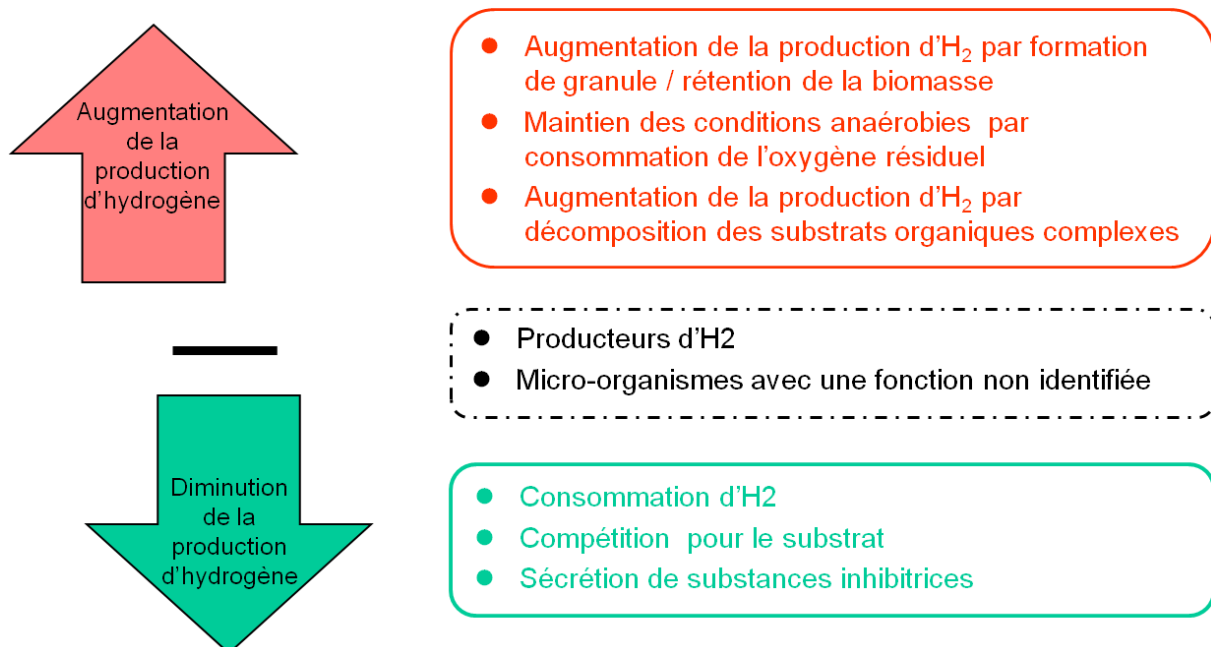 Augmentation
de la
production
d'hydrogène
● Augmentation de la production d'H₂ par formation
de granule / rétention de la biomasse
● Maintien des conditions anaérobies par
consommation de l'oxygène résiduel
● Augmentation de la production d'H₂ par
décomposition des substrats organiques complexes
● Producteurs d'H2
● Micro-organismes avec une fonction non identifiée
Diminution
de la
production
d'hydrogène
● Consommation d'H2
● Compétition pour le substrat
● Sécrétion de substances inhibitrices